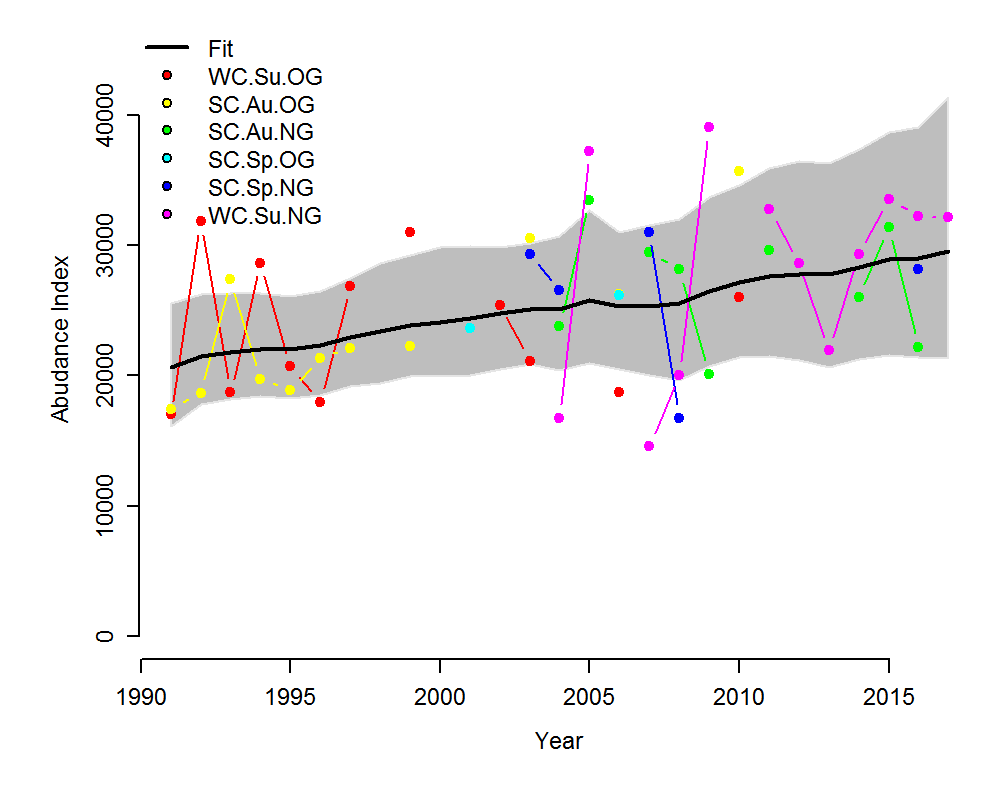 Fit
WC.Su.OG
SC.Au.OG
SC.Au.NG
SC.Sp.OG
SC.Sp.NG
WC.Su.NG
40000
30000
20000
10000
0
Abudance Index
1990 1995 2000 2005 2010 2015
Year